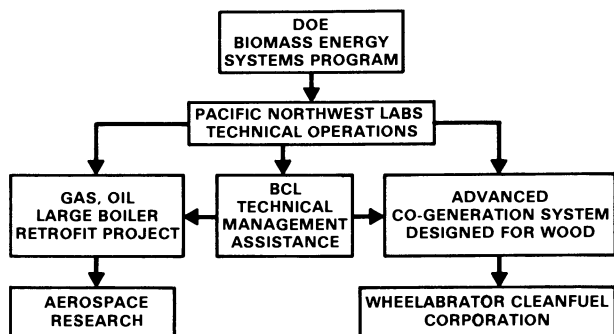 DOE
BIOMASS ENERGY
SYSTEMS PROGRAM
PACIFIC NORTHWEST LABS
TECHNICAL OPERATIONS
GAS, OIL
LARGE BOILER
RETROFIT PROJECT
BCL
TECHNICAL
MANAGEMENT
ASSISTANCE
ADVANCED
CO-GENERATION SYSTEM
DESIGNED FOR WOOD
AEROSPACE
RESEARCH
WHEELABRATOR CLEANFUEL
CORPORATION